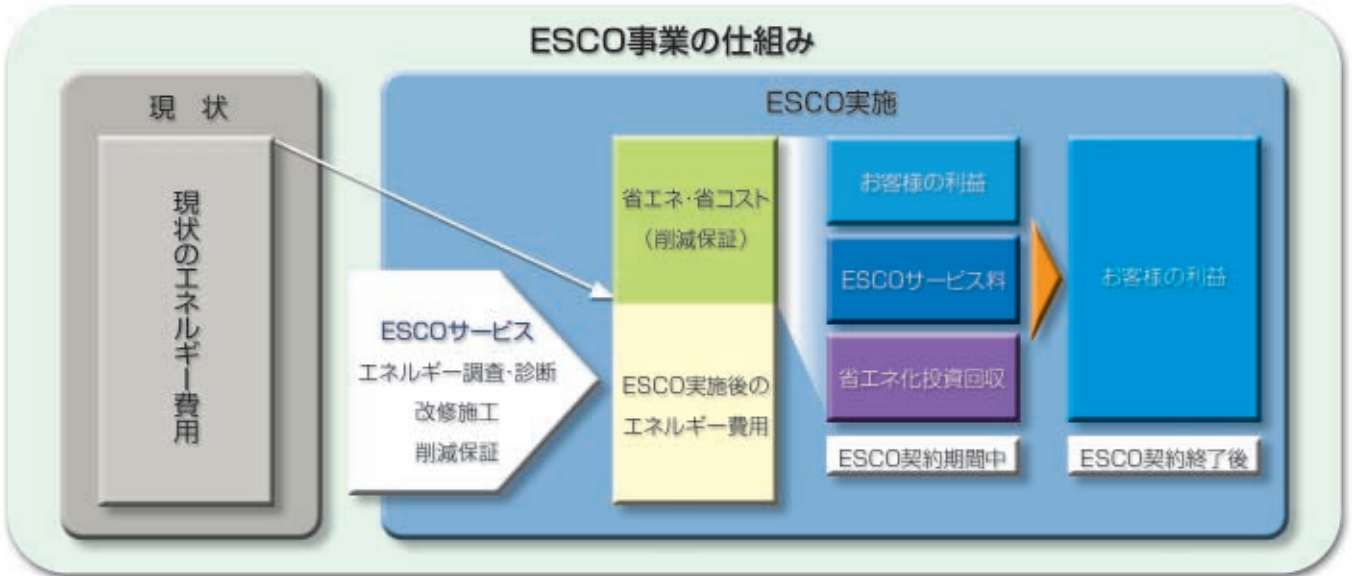 ESCO事業の仕組み
現 状
現状のエネルギー費用
ESCOサービス
エネルギー調査・診断
改修施工
削減保証
ESCO実施
省エネ・省コスト
（削減保証）
ESCO実施後の
エネルギー費用
お客様の利益
ESCOサービス料
省エネ化投資回収
ESCO契約期間中
お客様の利益
ESCO契約終了後